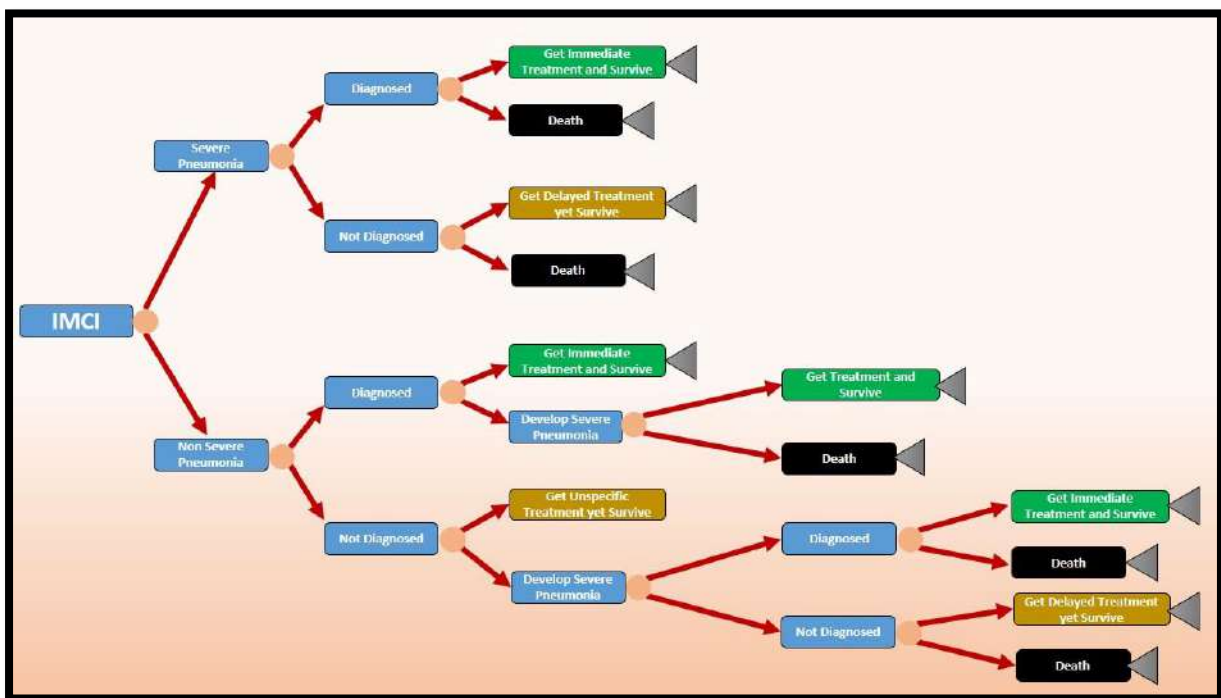 Get Immediate
Treatment and Survive
Diagnosed
Death
Severe
Pneumonia
Get Delayed Treatment
yet Survive
Not Diagnosed
Death
IMCI
Get Immediate
Treatment and Survive
Get Treatment and
Survive
Diagnosed
Develop Severe
Pneumonia
Non Severe
Pneumonia
Death
Get Unspecific
Treatment yet Survive
Get Immediate
Treatment and Survive
Not Diagnosed
Diagnosed
Death
Develop Severe
Pneumonia
Get Delayed Treatment
yet Survive
Not Diagnosed
Death